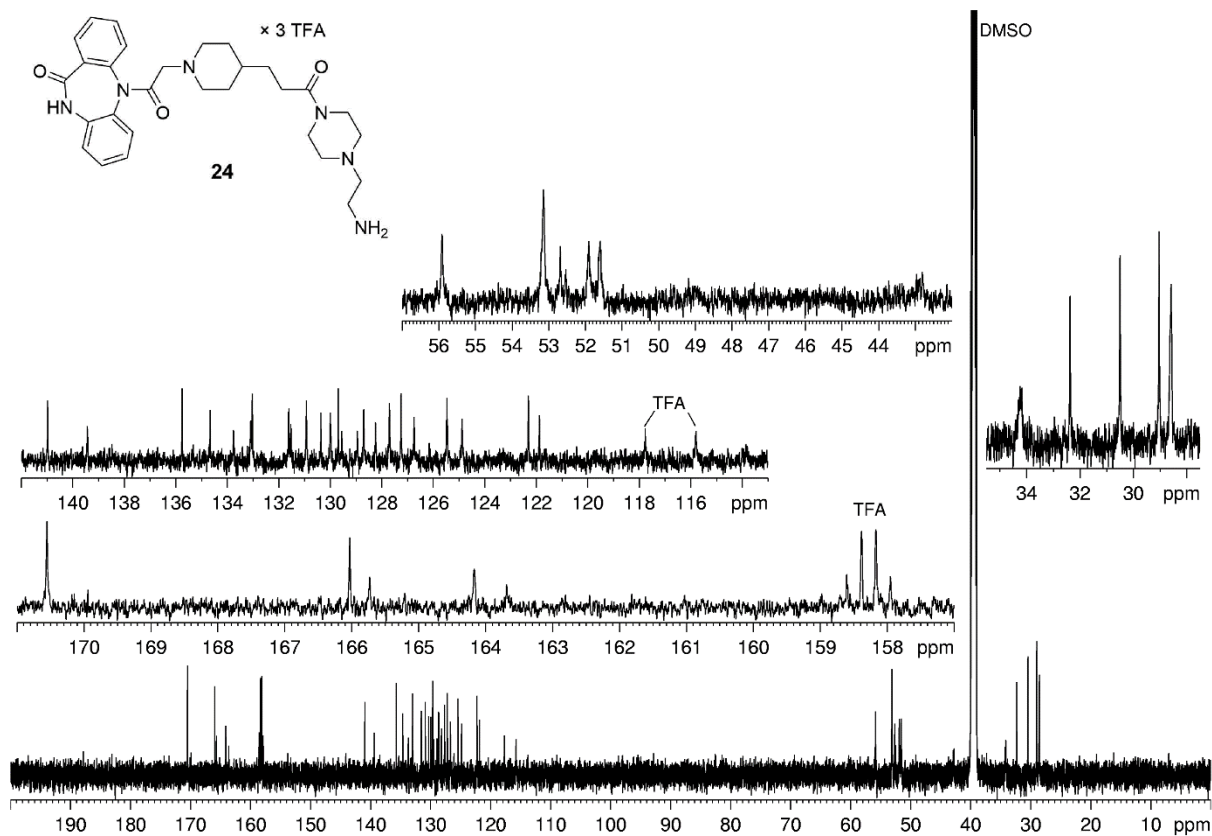 × 3 TFA
O
N
N
O
O
HN
N
N
24
NH₂
DMSO
56 55 54 53 52 51 50 49 48 47 46 45 44 ppm
TFA
34 32 30 ppm
140 138 136 134 132 130 128 126 124 122 120 118 116 ppm
TFA
170 169 168 167 166 165 164 163 162 161 160 159 158 ppm
190 180 170 160 150 140 130 120 110 100 90 80 70 60 50 40 30 20 10 ppm